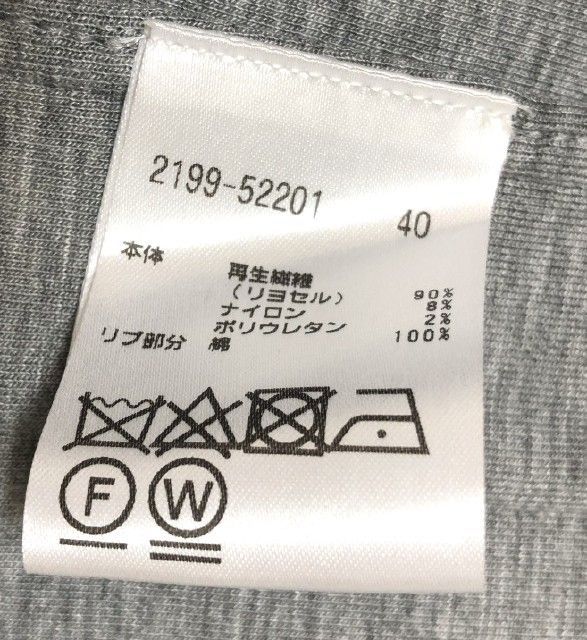 2199-52201 40
本体 再生繊維
(リヨセル) 90%
ナイロン 8%
ポリウレタン 2%
リブ部分 綿 100%
F W